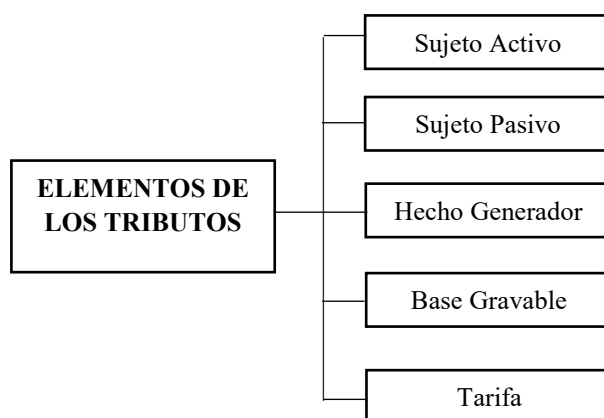 ELEMENTOS DE
LOS TRIBUTOS
Sujeto Activo
Sujeto Pasivo
Hecho Generador
Base Gravable
Tarifa